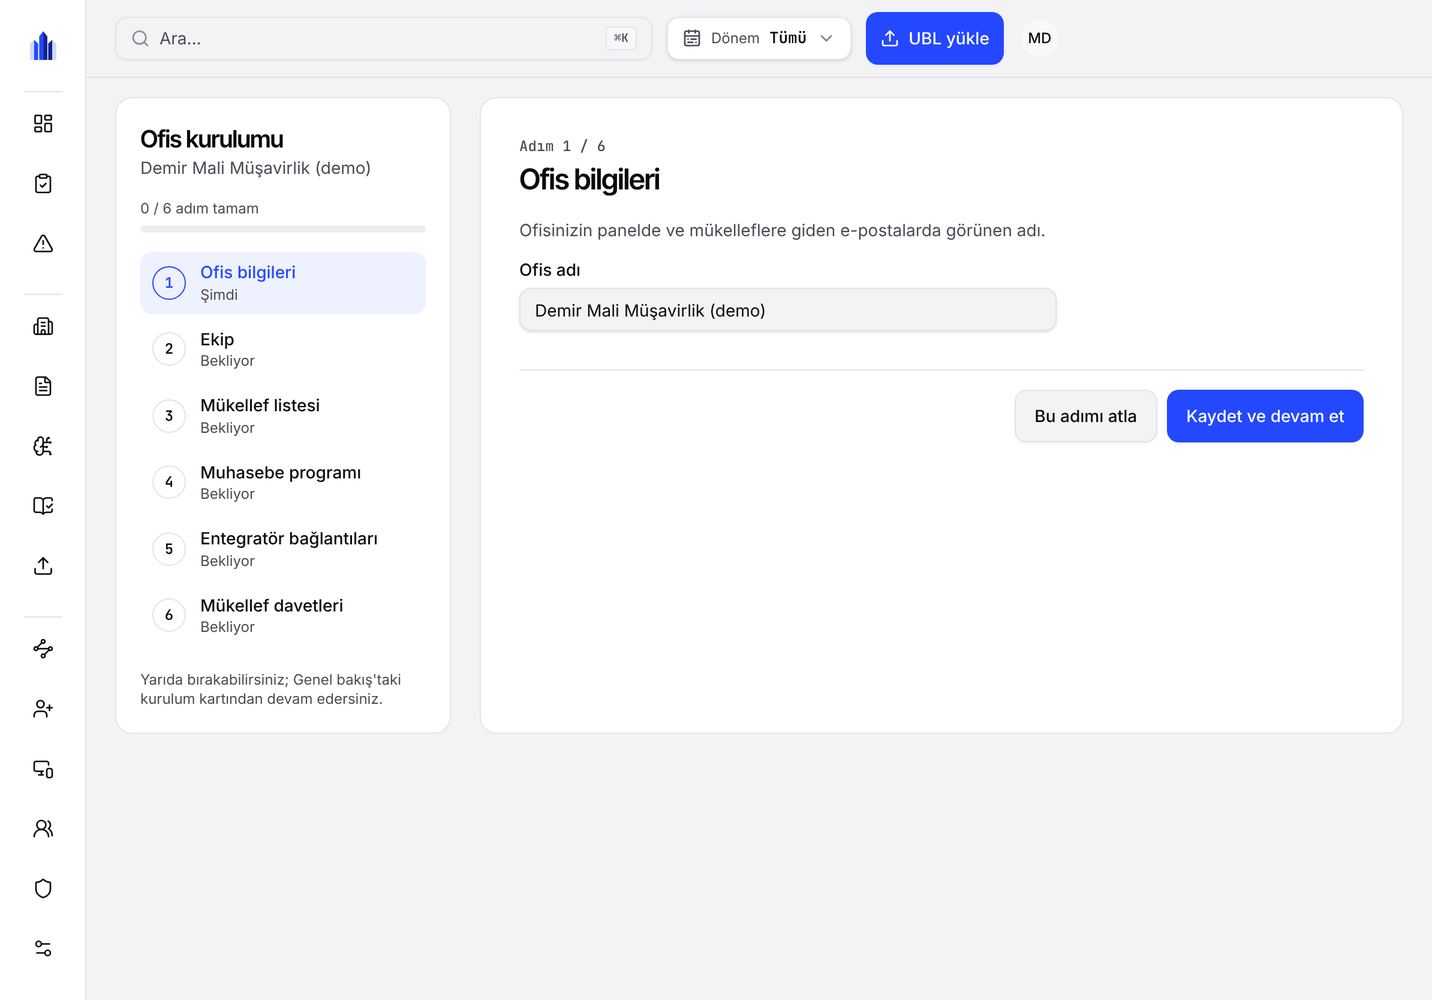 Ara...
⌘K
Dönem Tümü
UBL yükle
MD
Ofis kurulumu
Demir Mali Müşavirlik (demo)
0 / 6 adım tamam
1
Ofis bilgileri
Şimdi
2
Ekip
Bekliyor
3
Mükellef listesi
Bekliyor
4
Muhasebe programı
Bekliyor
5
Entegratör bağlantıları
Bekliyor
6
Mükellef davetleri
Bekliyor
Yarıda bırakabilirsiniz; Genel bakış'taki
kurulum kartından devam edersiniz.
Adım 1 / 6
Ofis bilgileri
Ofisinizin panelde ve mükelleflere giden e-postalarda görünen adı.
Ofis adı
Demir Mali Müşavirlik (demo)
Bu adımı atla
Kaydet ve devam et